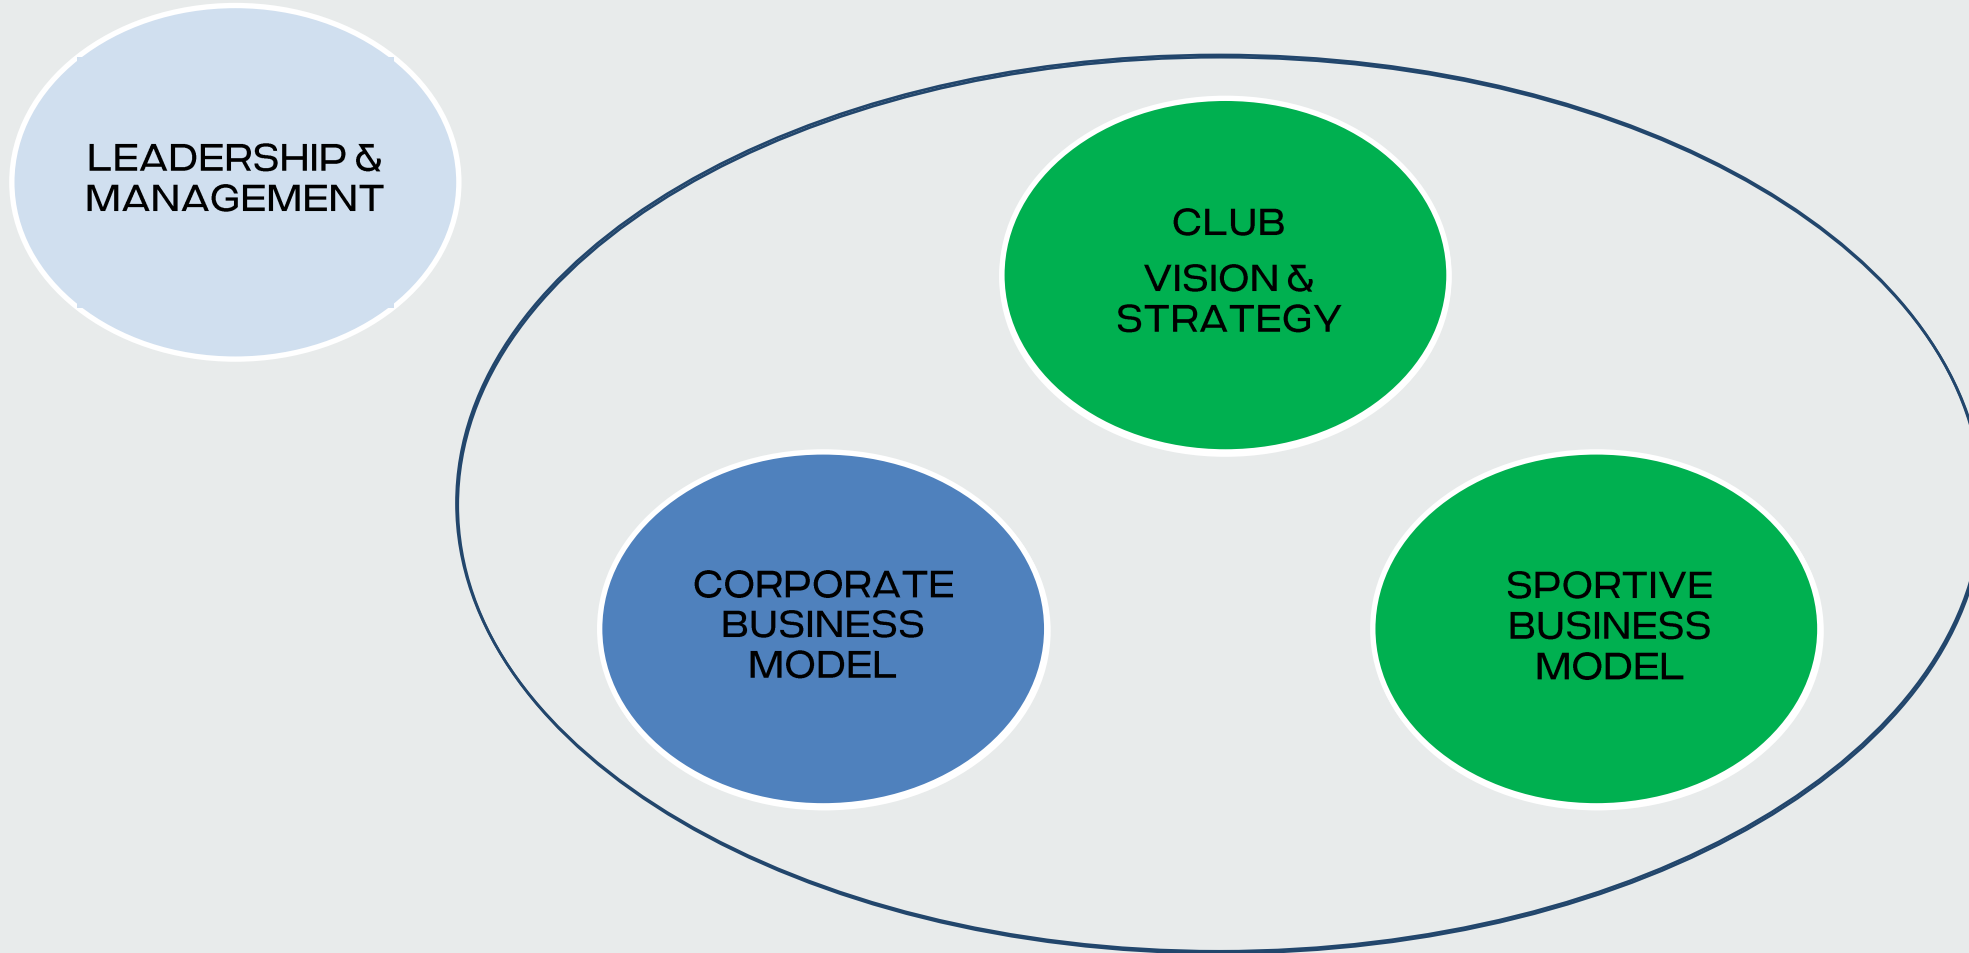 LEADERSHIP &
MANAGEMENT
CLUB
VISION &
STRATEGY
CORPORATE
BUSINESS
MODEL
SPORTIVE
BUSINESS
MODEL